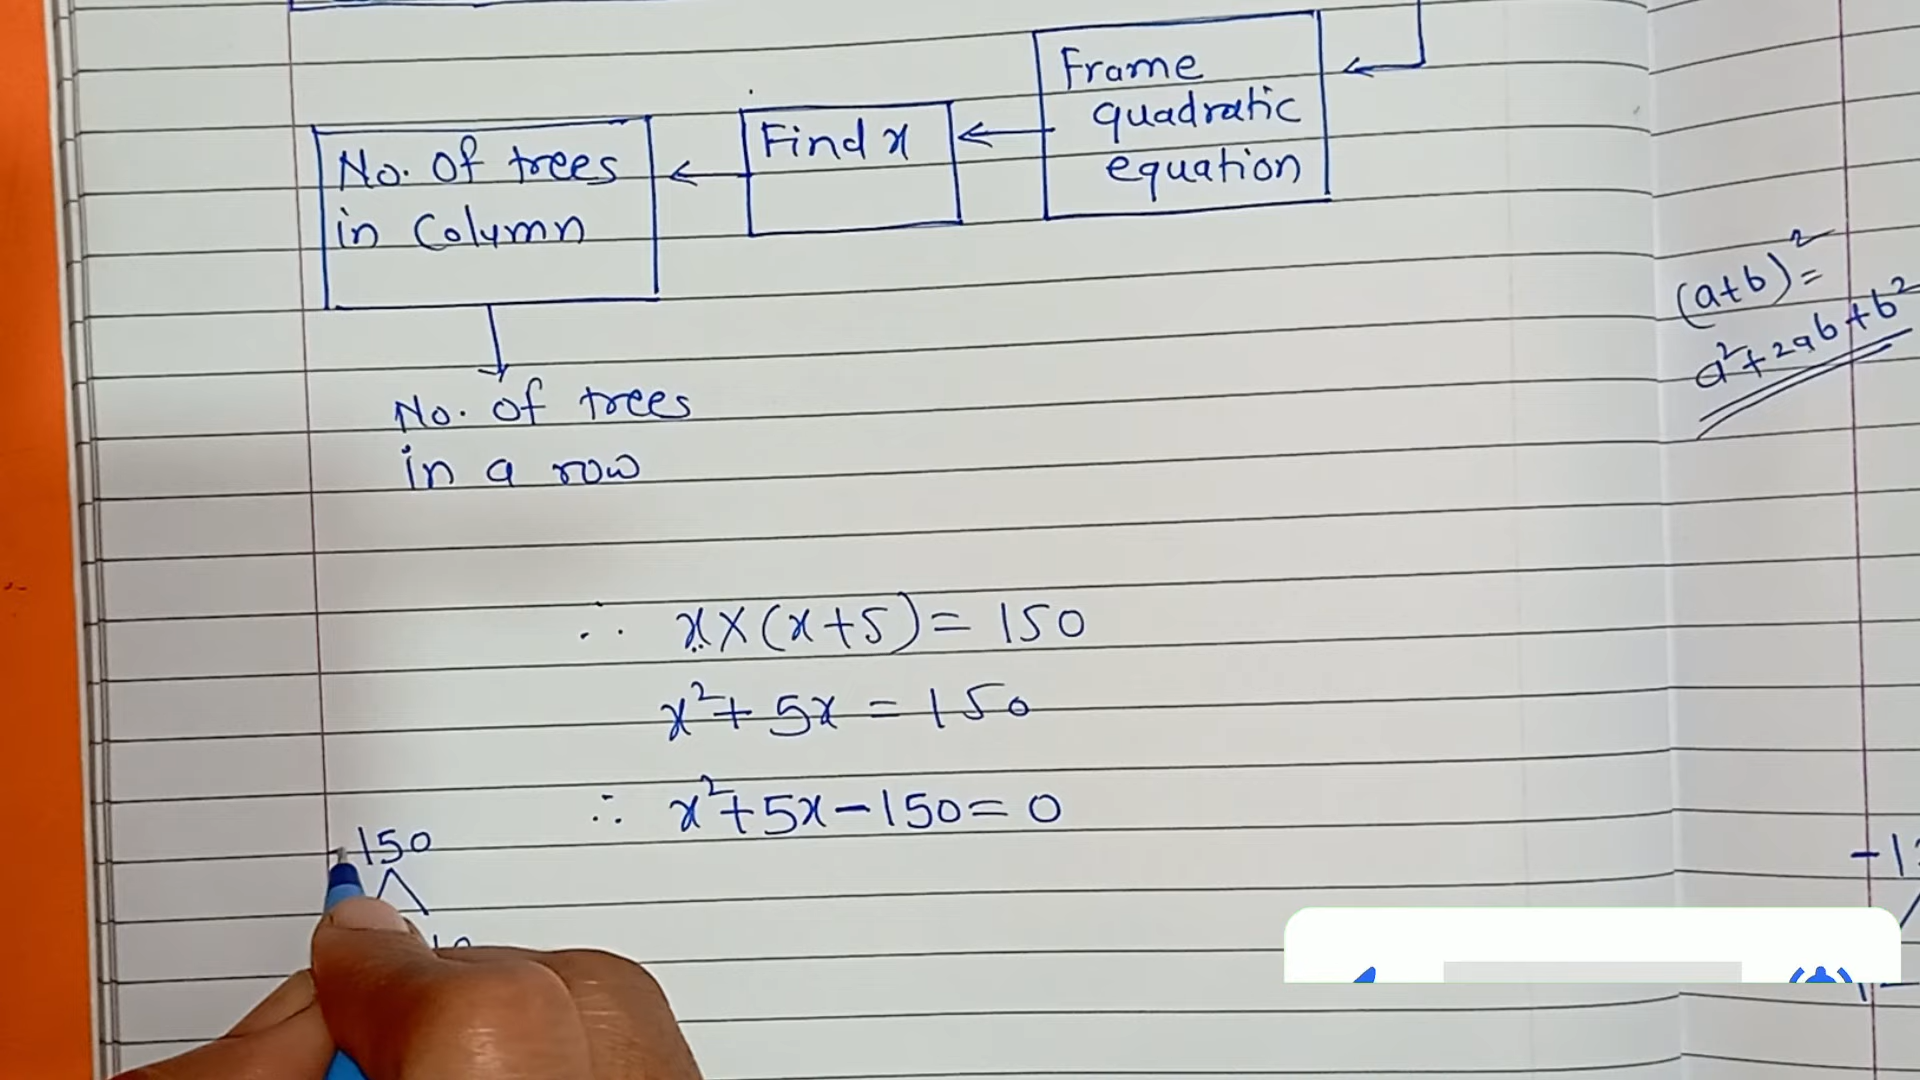 Frame
quadratic
equation
Find x
No. of trees
in Column
No. of trees
in a row
(a+b)² =
a²+2ab+b²
∴ x×(x+5)= 150
x²+ 5x = 150
∴ x²+5x-150=0
-150
10